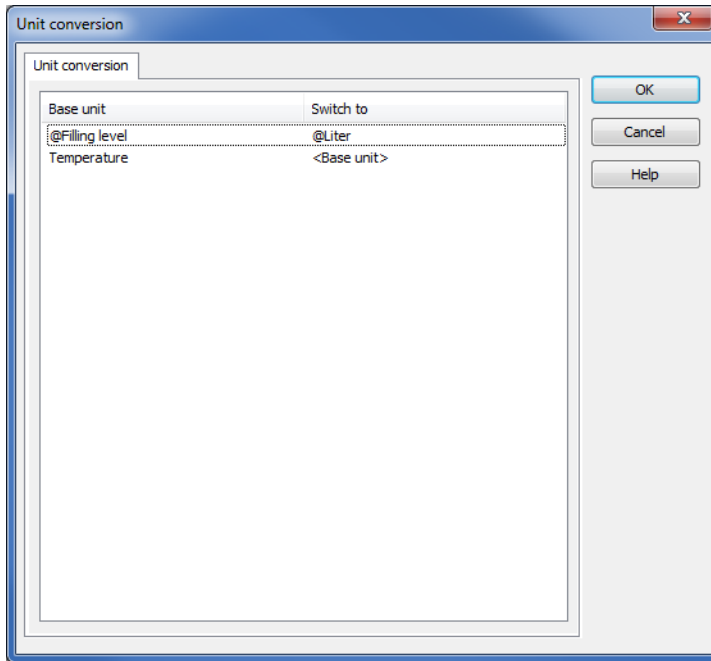 Unit conversion
Unit conversion
Base unit Switch to
@Filling level @Liter
Temperature <Base unit>
OK
Cancel
Help